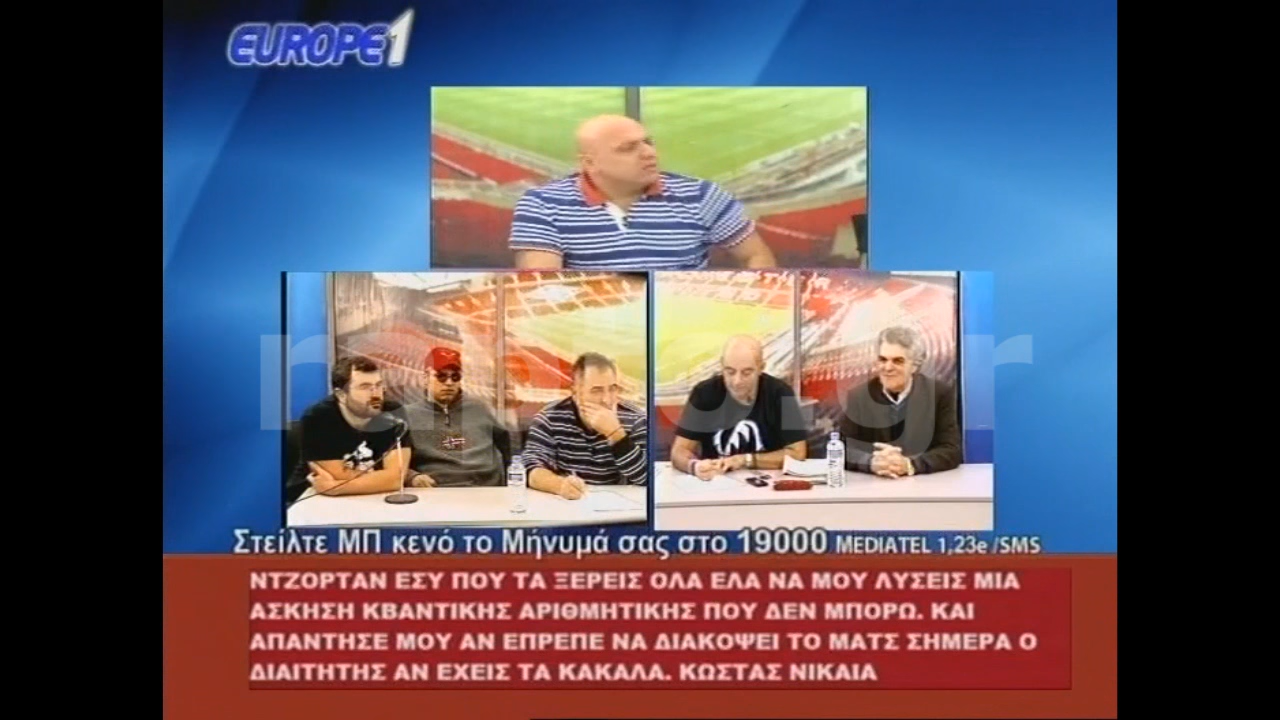 EUROPE1
rapto.gr
Στείλτε ΜΠ κενό το Μήνυμά σας στο 19000 MEDIATEL 1,23e /SMS
ΝΤΖΟΡΤΑΝ ΕΣΥ ΠΟΥ ΤΑ ΞΕΡΕΙΣ ΟΛΑ ΕΛΑ ΝΑ ΜΟΥ ΛΥΣΕΙΣ ΜΙΑ
ΑΣΚΗΣΗ ΚΒΑΝΤΙΚΗΣ ΑΡΙΘΜΗΤΙΚΗΣ ΠΟΥ ΔΕΝ ΜΠΟΡΩ. ΚΑΙ
ΑΠΑΝΤΗΣΕ ΜΟΥ ΑΝ ΕΠΡΕΠΕ ΝΑ ΔΙΑΚΟΨΕΙ ΤΟ ΜΑΤΣ ΣΗΜΕΡΑ Ο
ΔΙΑΙΤΗΤΗΣ ΑΝ ΕΧΕΙΣ ΤΑ ΚΑΚΑΛΑ. ΚΩΣΤΑΣ ΝΙΚΑΙΑ